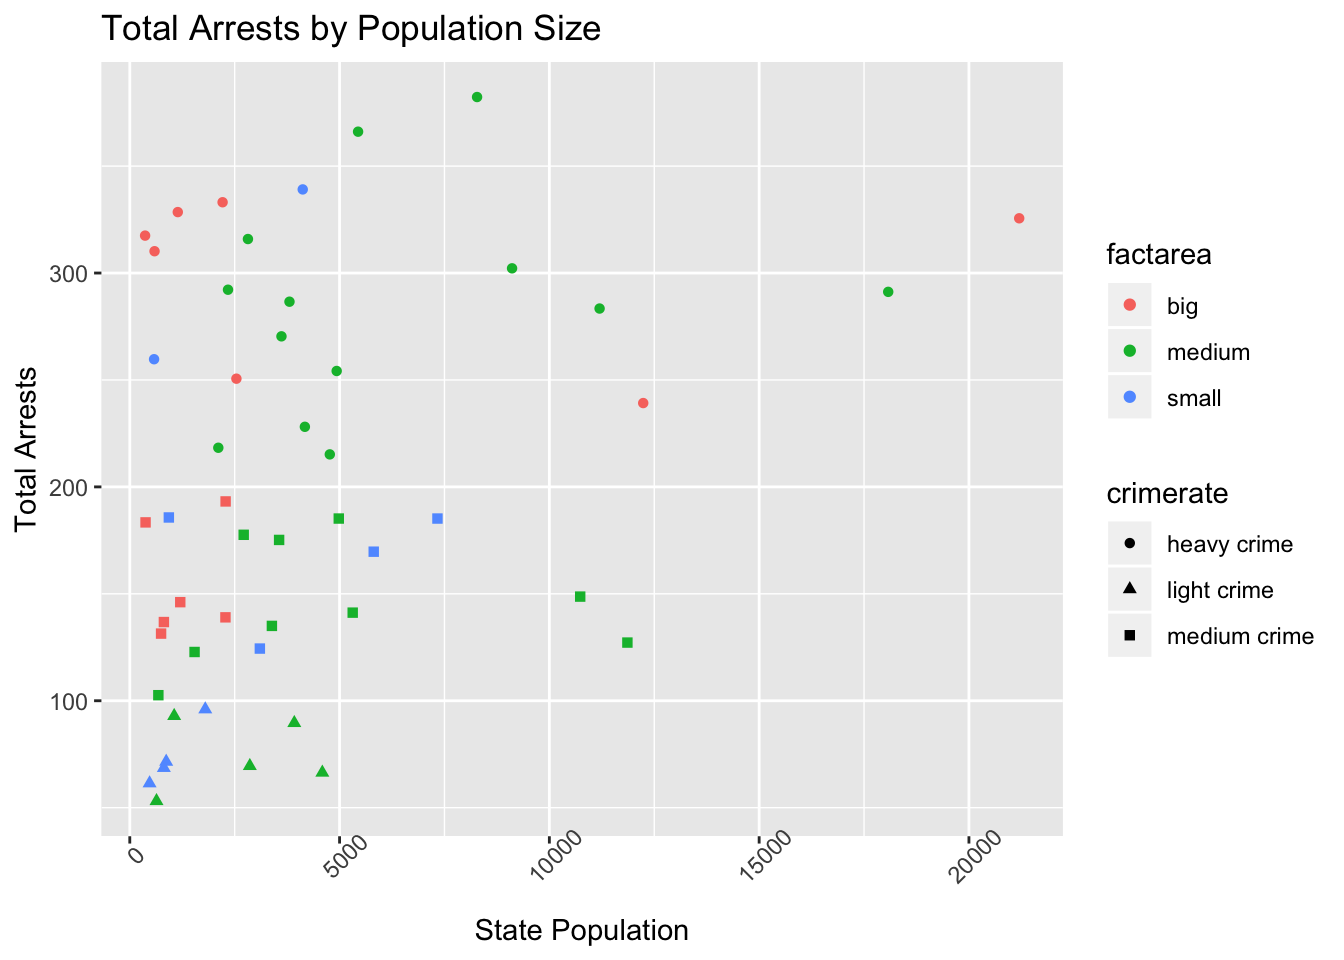 Total Arrests by Population Size
Total Arrests
300
200
100
0
5000
10000
15000
20000
State Population
factarea
big
medium
small
crimerate
heavy crime
light crime
medium crime